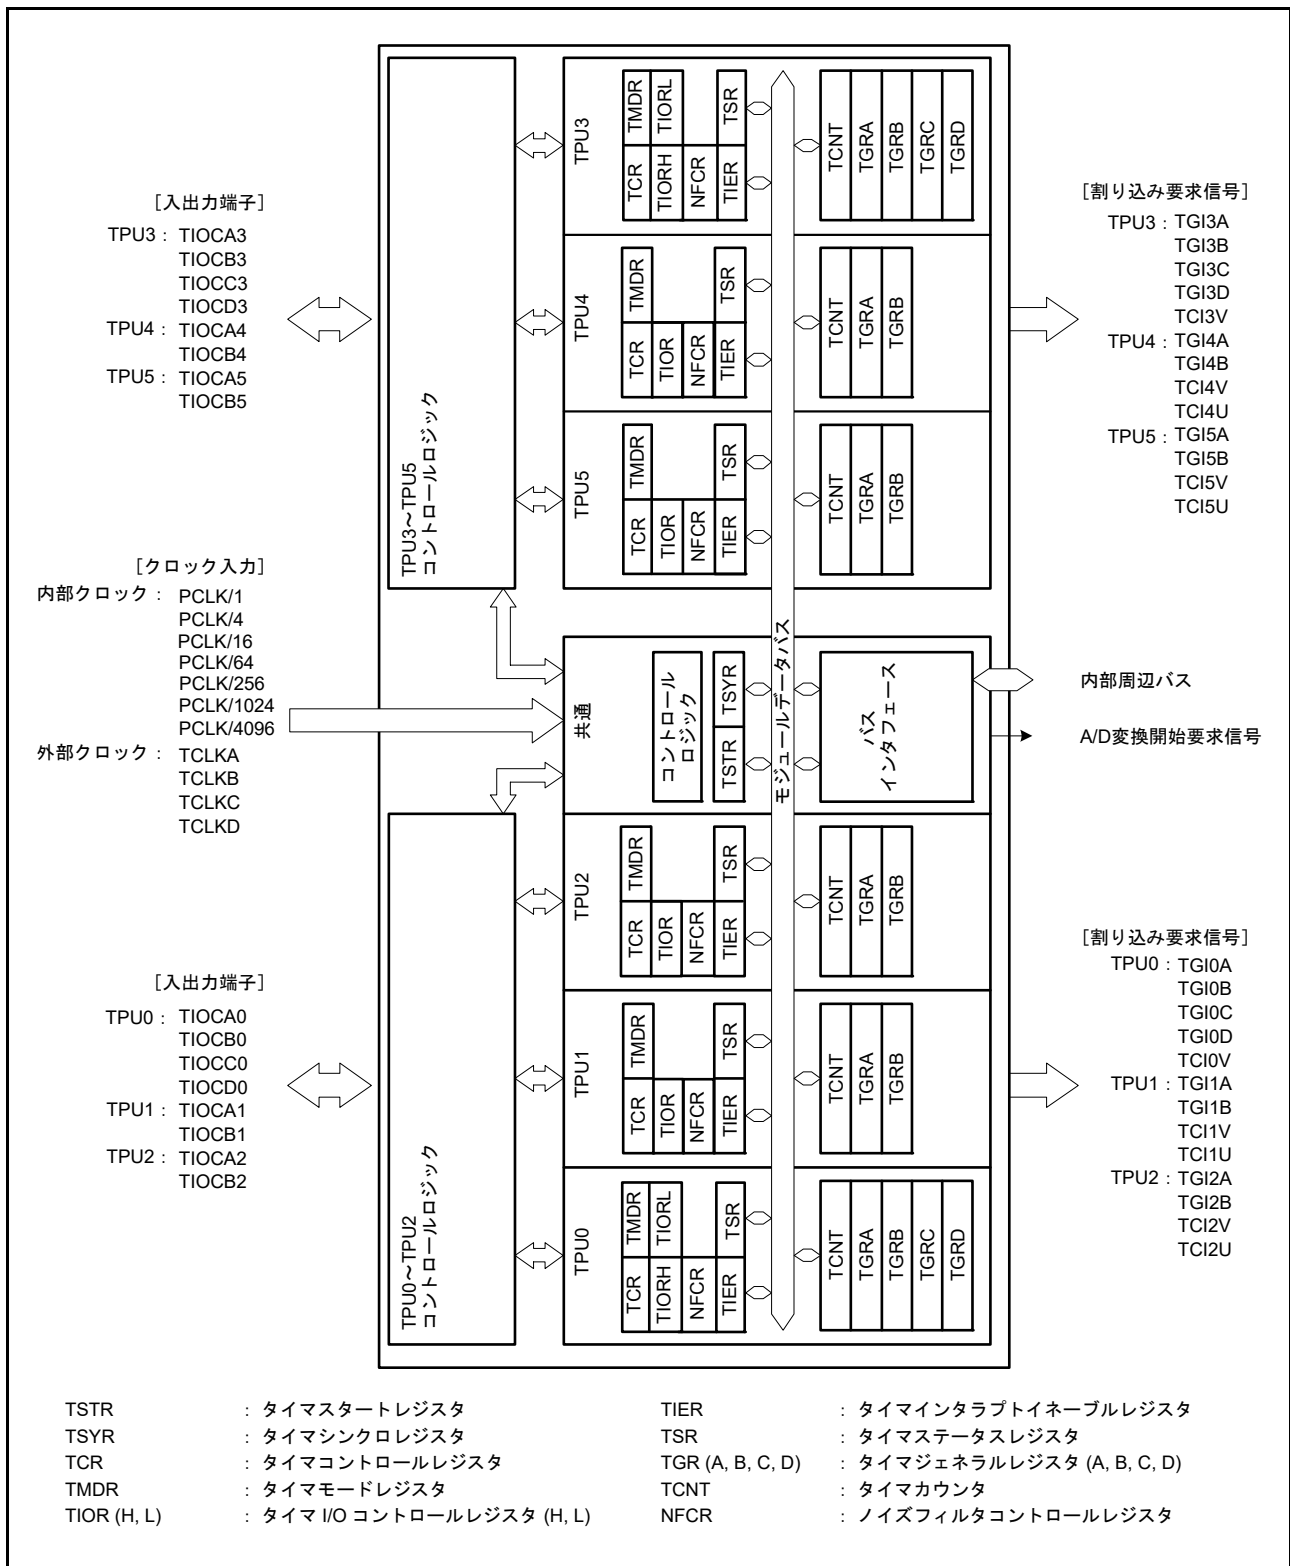 [入出力端子]
TPU3 : TIOCA3
TIOCB3
TIOCC3
TIOCD3
TPU4 : TIOCA4
TIOCB4
TPU5 : TIOCA5
TIOCB5
[クロック入力]
内部クロック : PCLK/1
PCLK/4
PCLK/16
PCLK/64
PCLK/256
PCLK/1024
PCLK/4096
外部クロック : TCLKA
TCLKB
TCLKC
TCLKD
[入出力端子]
TPU0 : TIOCA0
TIOCB0
TIOCC0
TIOCD0
TPU1 : TIOCA1
TIOCB1
TPU2 : TIOCA2
TIOCB2
TPU3～TPU5
コントロールロジック
TPU0～TPU2
コントロールロジック
TPU3
TCR TMDR
TIORH TIORL
NFCR
TIER TSR
TCNT
TGRA
TGRB
TGRC
TGRD
TPU4
TCR TMDR
TIOR
NFCR
TIER TSR
TCNT
TGRA
TGRB
TPU5
TCR TMDR
TIOR
NFCR
TIER TSR
TCNT
TGRA
TGRB
共通
コントロール
ロジック
TSTR TSYR
モジュールデータバス
バス
インタフェース
TPU2
TCR TMDR
TIOR
NFCR
TIER TSR
TCNT
TGRA
TGRB
TPU1
TCR TMDR
TIOR
NFCR
TIER TSR
TCNT
TGRA
TGRB
TPU0
TCR TMDR
TIORH TIORL
NFCR
TIER TSR
TCNT
TGRA
TGRB
TGRC
TGRD
[割り込み要求信号]
TPU3 : TGI3A
TGI3B
TGI3C
TGI3D
TCI3V
TPU4 : TGI4A
TGI4B
TCI4V
TCI4U
TPU5 : TGI5A
TGI5B
TCI5V
TCI5U
内部周辺バス
A/D変換開始要求信号
[割り込み要求信号]
TPU0 : TGI0A
TGI0B
TGI0C
TGI0D
TCI0V
TPU1 : TGI1A
TGI1B
TCI1V
TCI1U
TPU2 : TGI2A
TGI2B
TCI2V
TCI2U
TSTR : タイマスタートレジスタ
TSYR : タイマシンクロレジスタ
TCR : タイマコントロールレジスタ
TMDR : タイマモードレジスタ
TIOR (H, L) : タイマ I/O コントロールレジスタ (H, L)
TIER : タイマインタラプトイネーブルレジスタ
TSR : タイマステータスレジスタ
TGR (A, B, C, D) : タイマジェネラルレジスタ (A, B, C, D)
TCNT : タイマカウンタ
NFCR : ノイズフィルタコントロールレジスタ